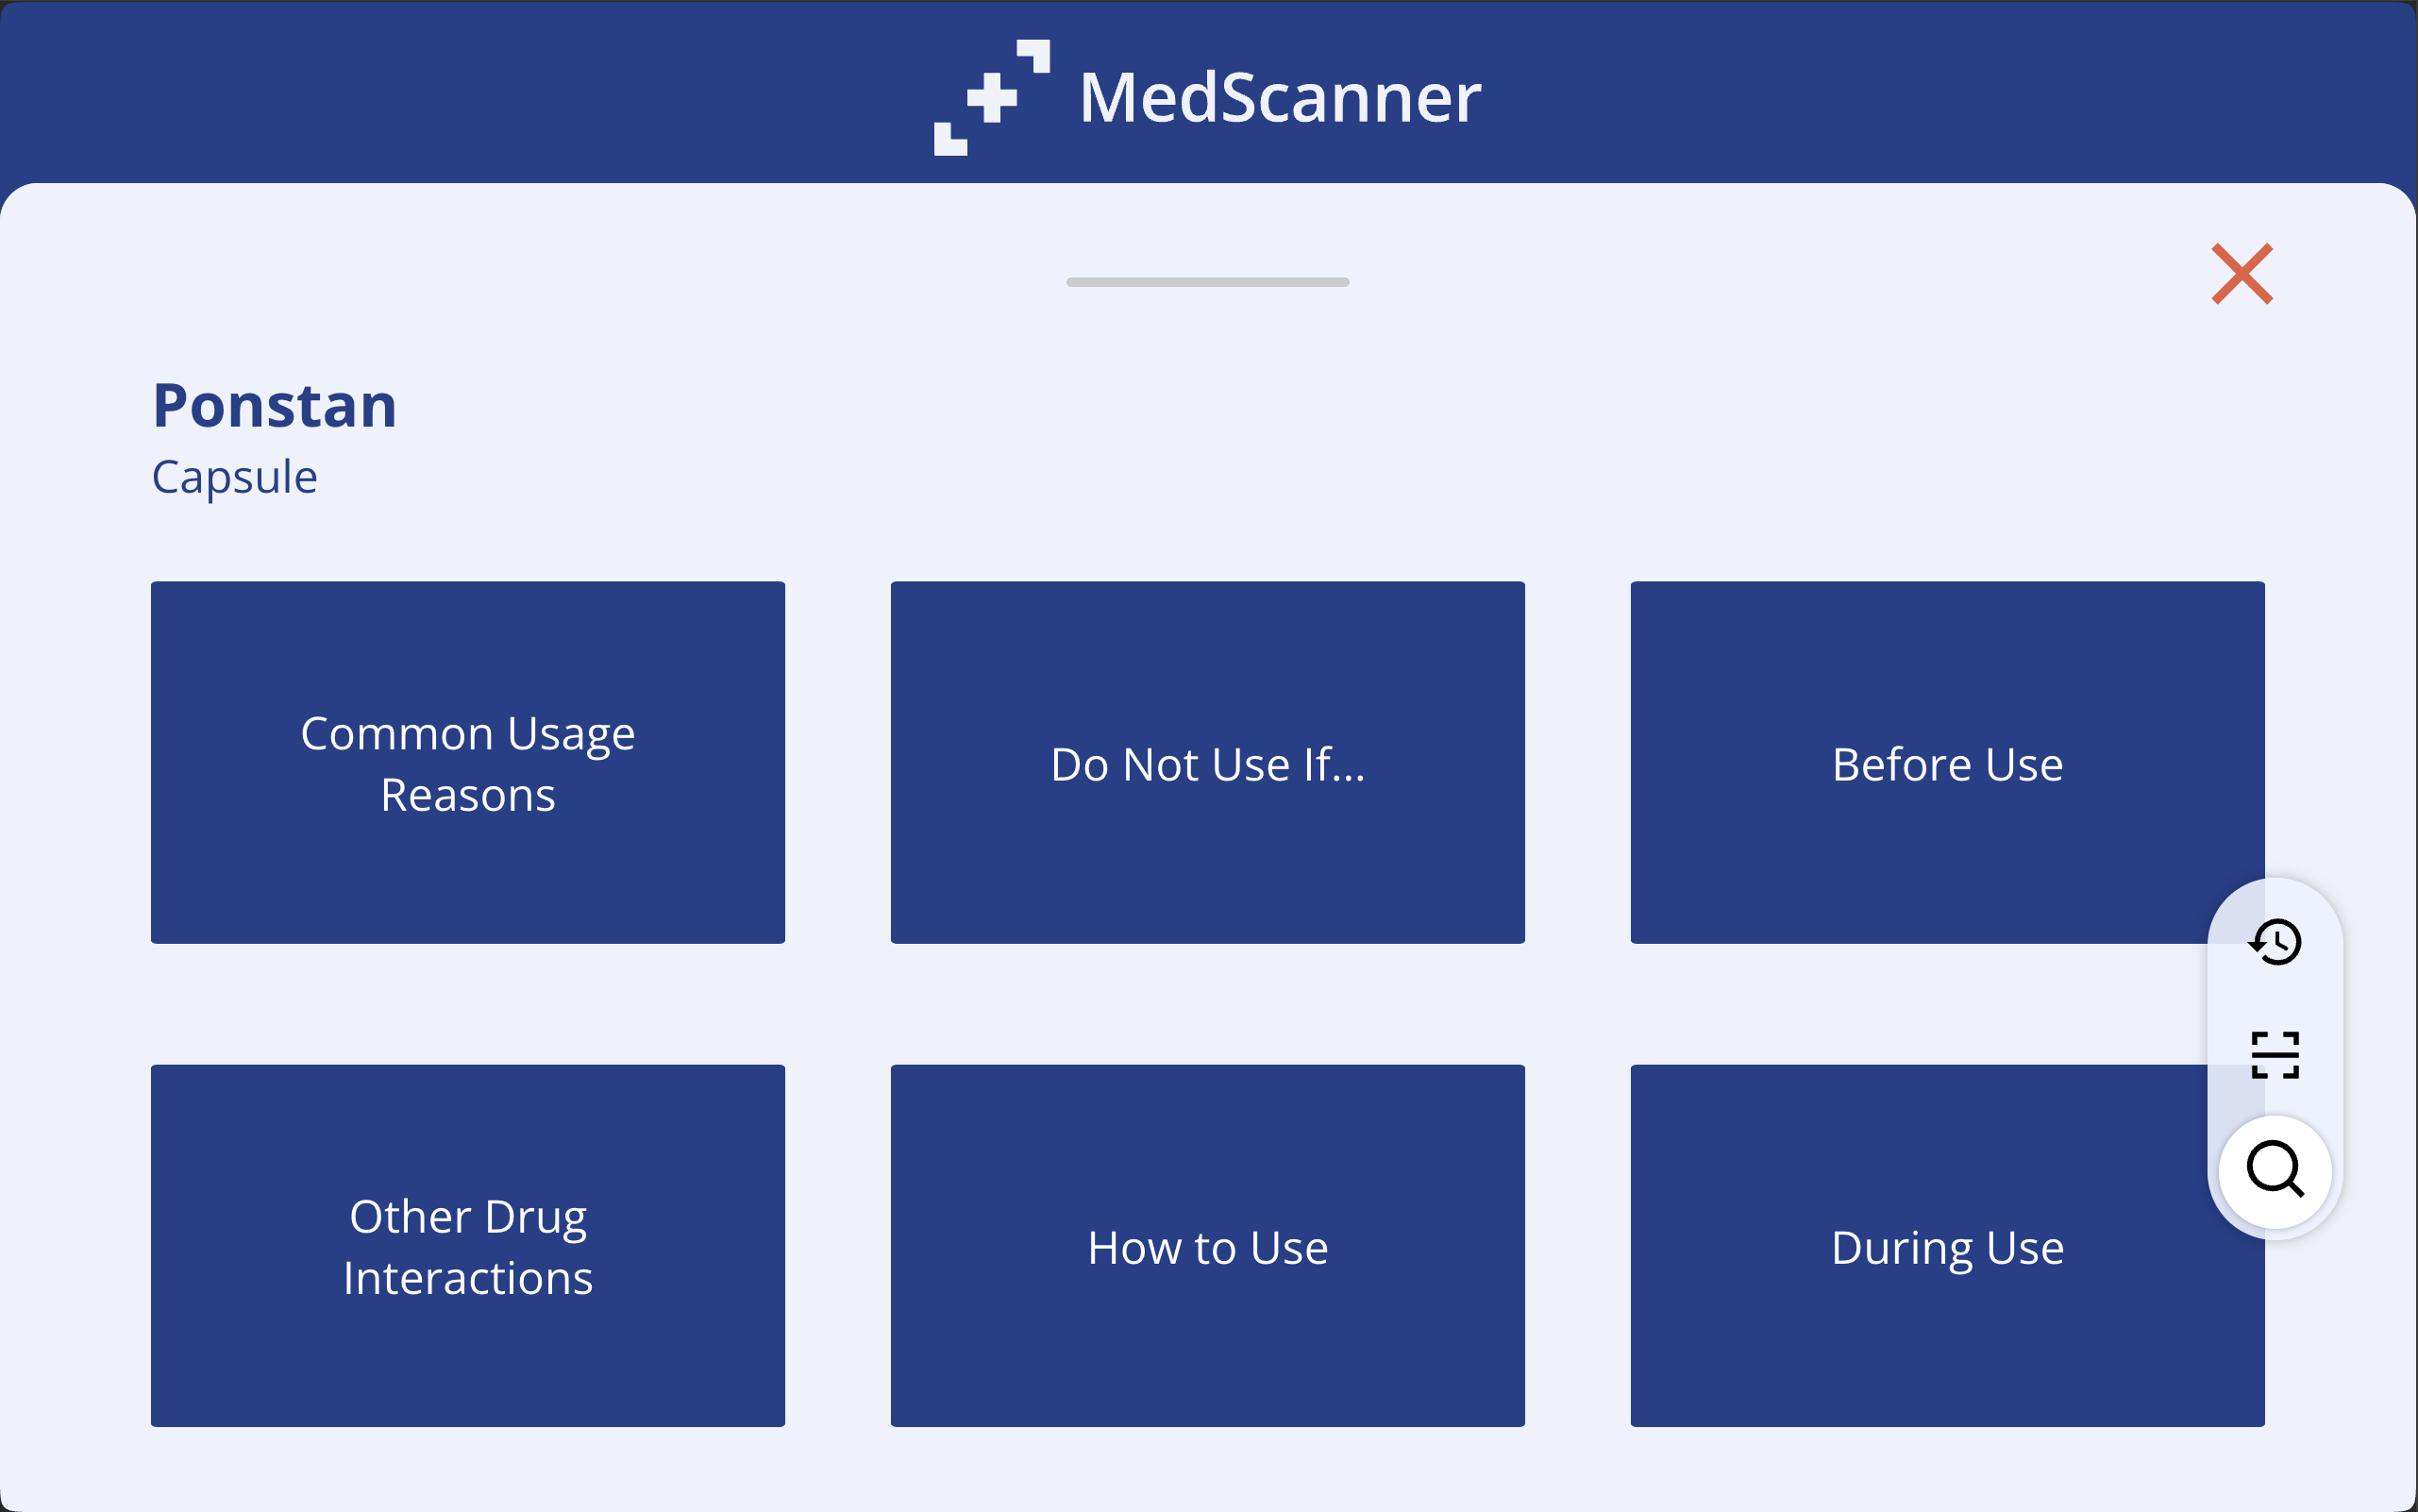 MedScanner
Ponstan
Capsule
Common Usage
Reasons
Do Not Use If...
Before Use
Other Drug
Interactions
How to Use
During Use